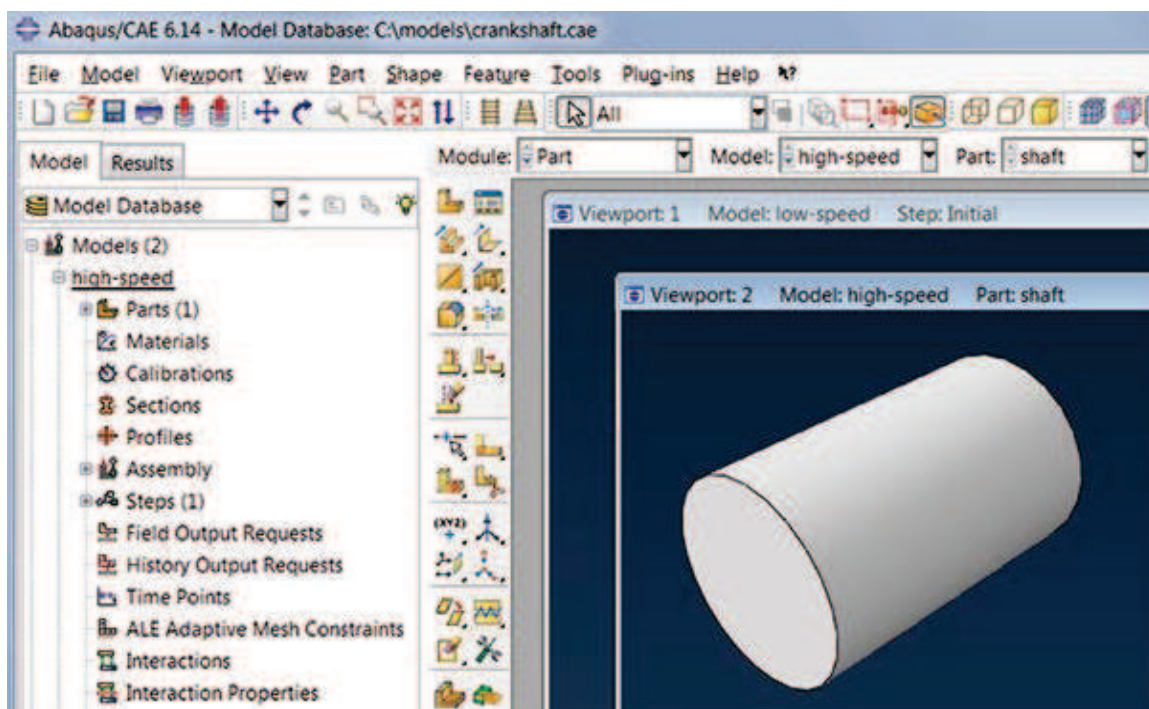 Abaqus/CAE 6.14 - Model Database: C:\models\crankshaft.cae
File Model Viewport View Part Shape Feature Tools Plug-ins Help
All
Model Results
Module: Part Model: high-speed Part: shaft
Model Database
Viewport: 1 Model: low-speed Step: Initial
Models (2)
high-speed
Viewport: 2 Model: high-speed Part: shaft
Parts (1)
Materials
Calibrations
Sections
Profiles
Assembly
Steps (1)
Field Output Requests
(XYZ)
History Output Requests
Time Points
ALE Adaptive Mesh Constraints
Interactions
Interaction Properties